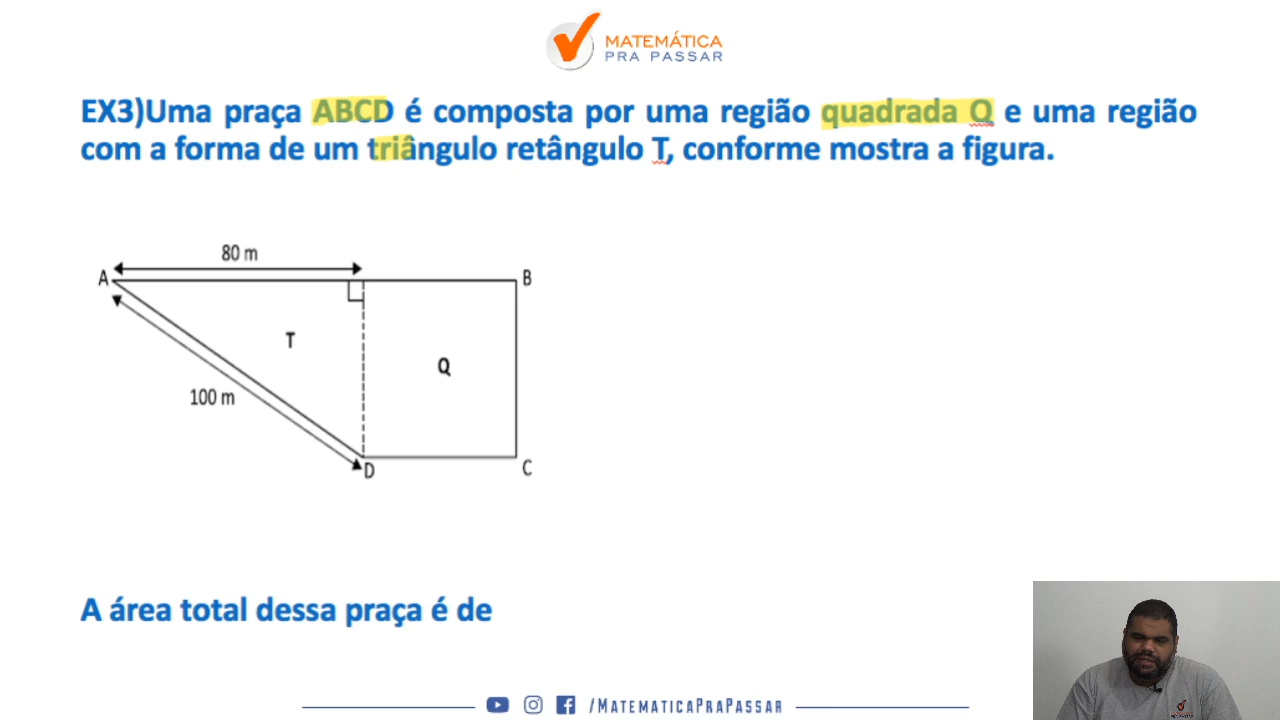 MATEMÁTICA
PRA PASSAR
EX3)Uma praça ABCD é composta por uma região quadrada Q e uma região
com a forma de um triângulo retângulo T, conforme mostra a figura.
80 m
A
B
T
Q
100 m
D
C
A área total dessa praça é de
/MatematicaPraPassar